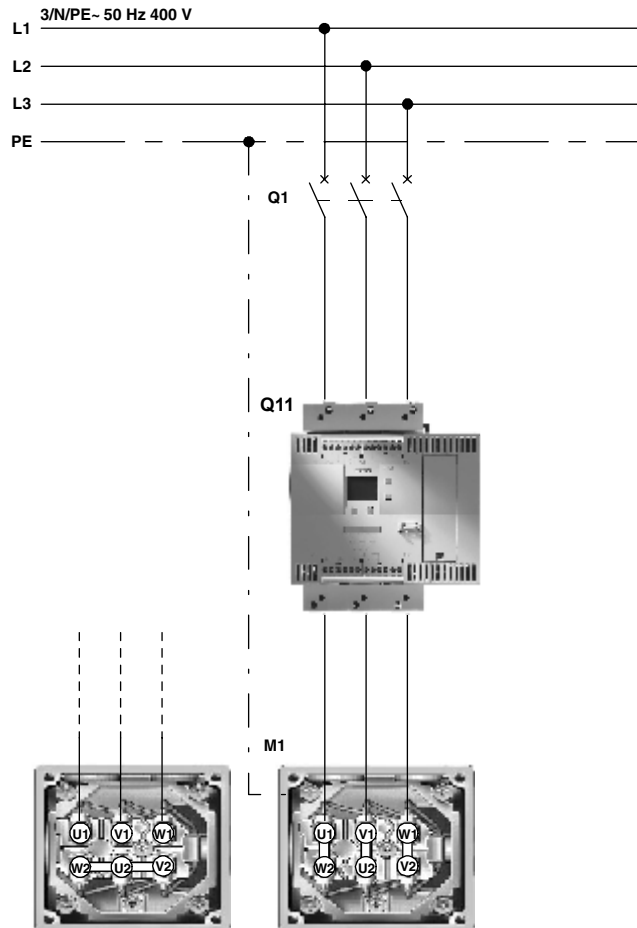 3/N/PE~ 50 Hz 400 V
L1
L2
L3
PE
Q1
Q11
M1
U1 V1 W1
W2 U2 V2
U1 V1 W1
W2 U2 V2